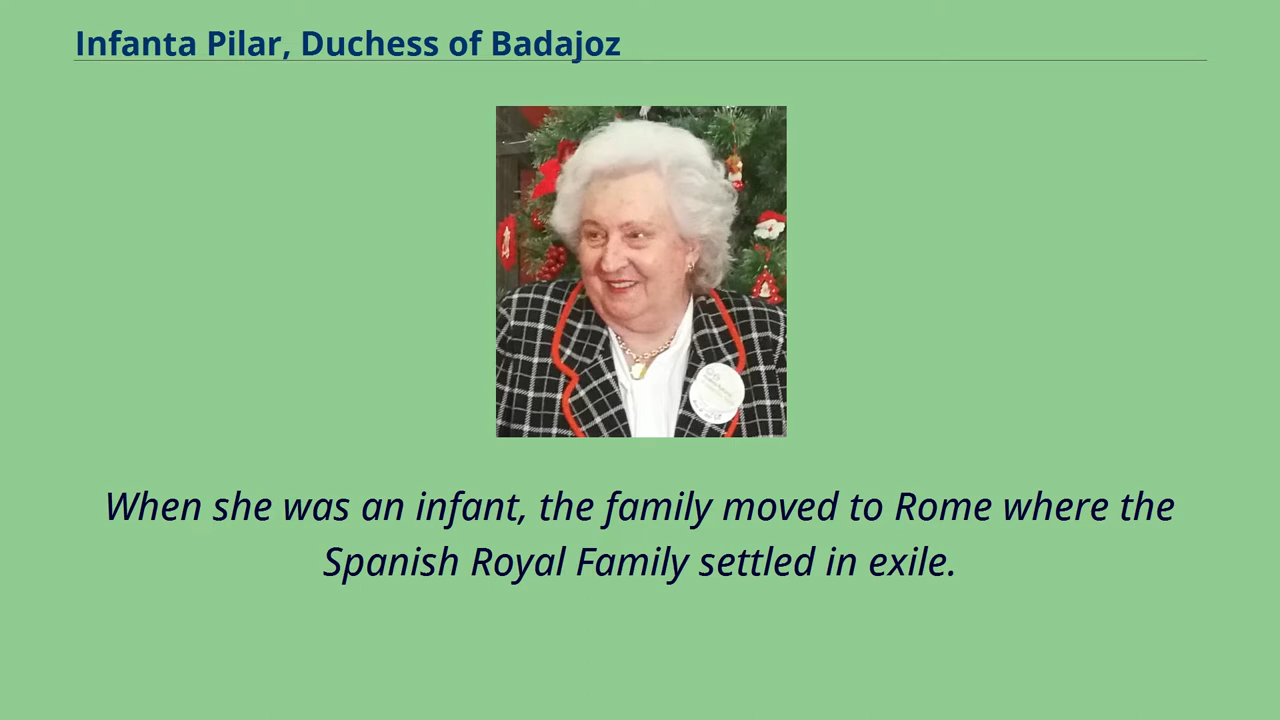 Infanta Pilar, Duchess of Badajoz
When she was an infant, the family moved to Rome where the
Spanish Royal Family settled in exile.